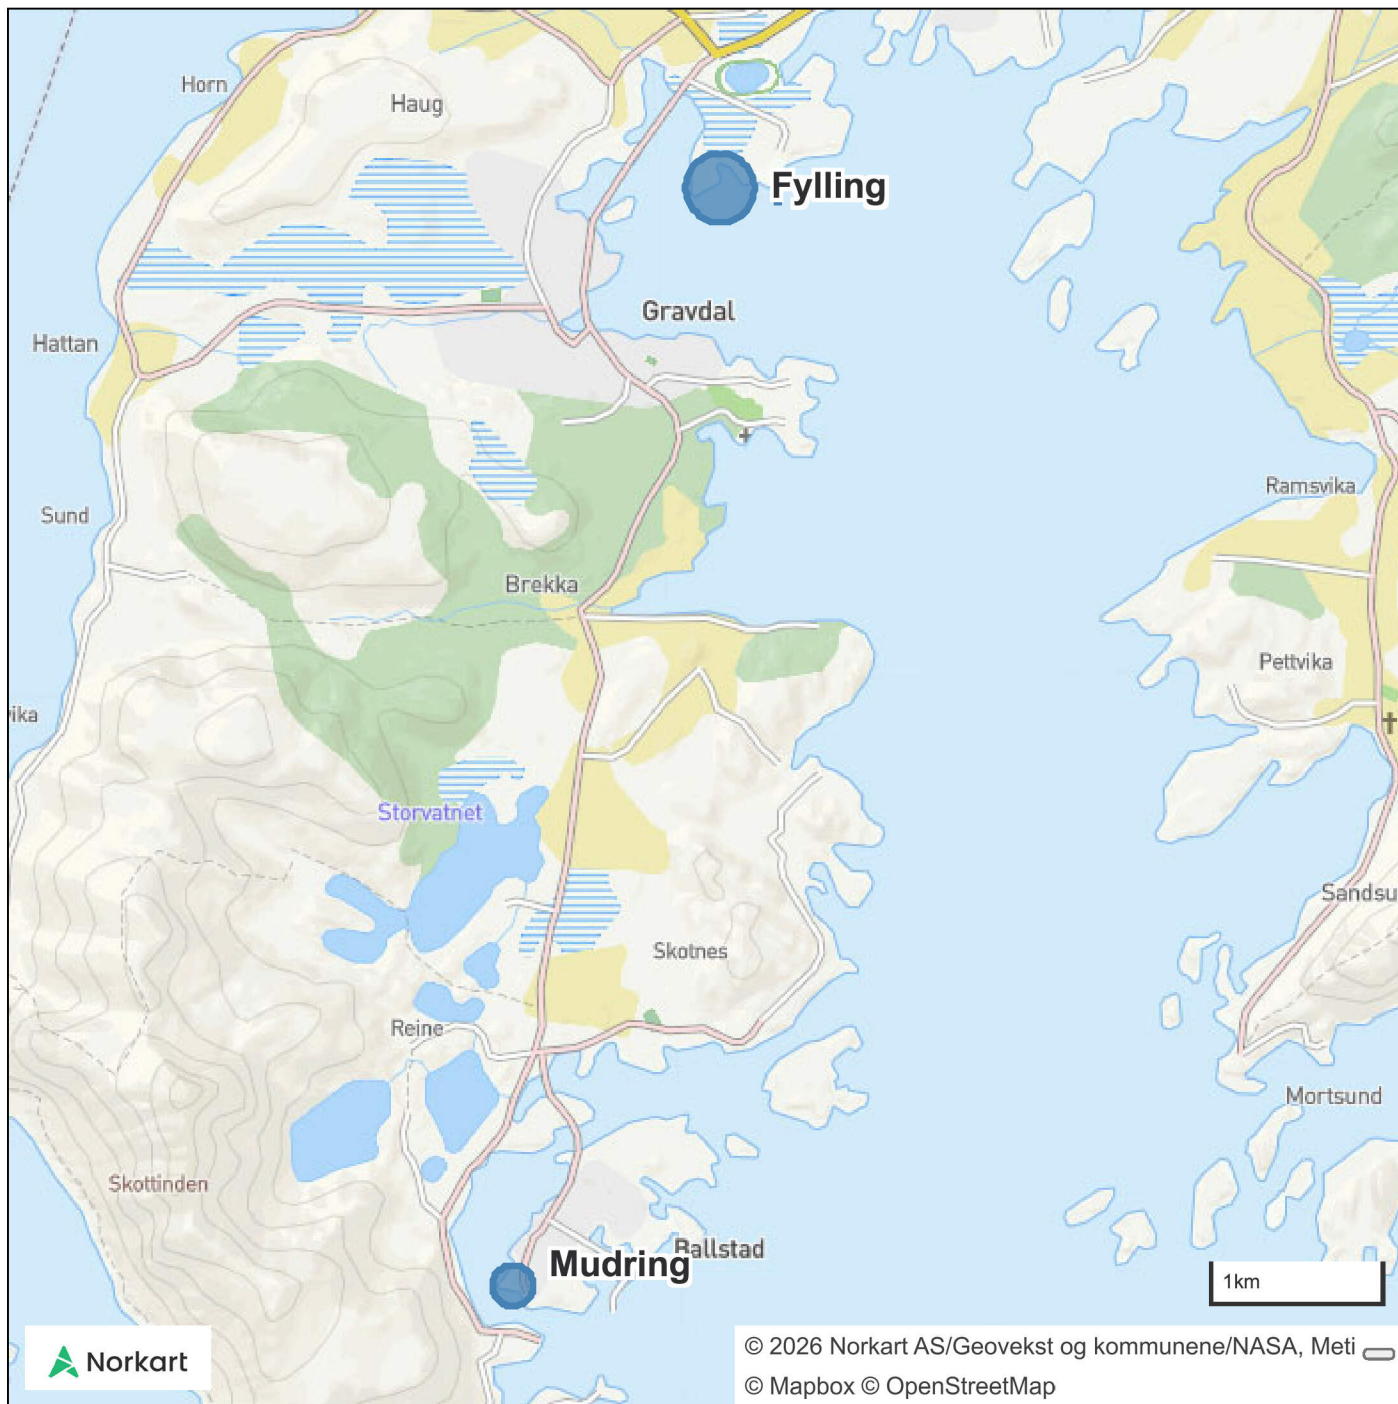 Horn
Haug
Fylling
Gravdal
Hattan
Ramsvika
Sund
Brekka
Pettvika
vika
Storvatnet
Sandsu
Skotnes
Reine
Mortsund
Skottinden
Ballstad
Mudring
1km
Norkart
© 2026 Norkart AS/Geovekst og kommunene/NASA, Meti
© Mapbox © OpenStreetMap